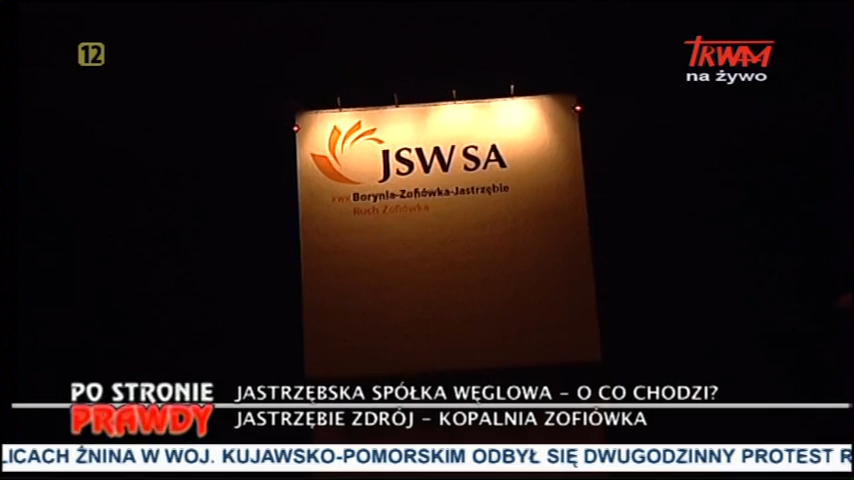 12
TRWAM
na żywo
JSW SA
KWK Borynia-Zofiówka-Jastrzębie
Ruch Zofiówka
PO STRONIE
PRAWDY
JASTRZĘBSKA SPÓŁKA WĘGLOWA – O CO CHODZI?
JASTRZĘBIE ZDRÓJ – KOPALNIA ZOFIÓWKA
LICACH ŻNINA W WOJ. KUJAWSKO-POMORSKIM ODBYŁ SIĘ DWUGODZINNY PROTEST R